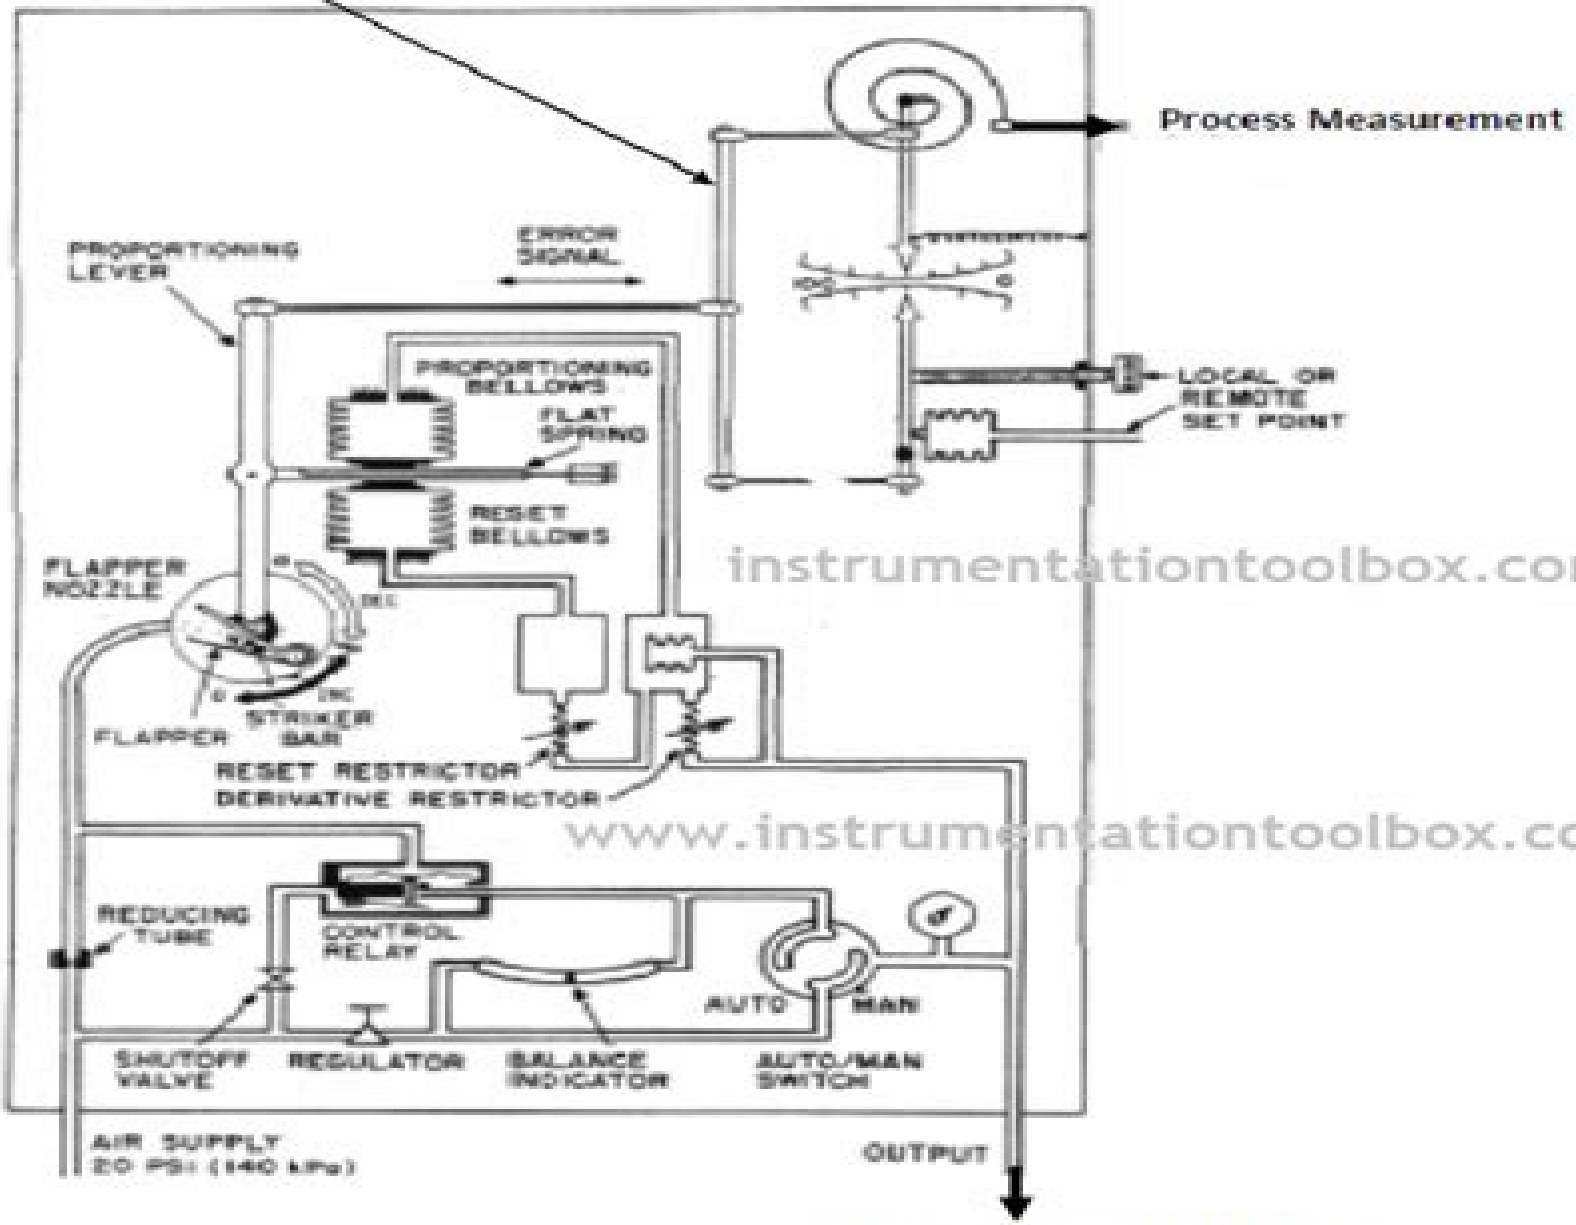 Process Measurement
PROPORTIONING
LEVER
ERROR
SIGNAL
PROPORTIONING
BELLOWS
FLAT
SPRING
LOCAL OR
REMOTE
SET POINT
RESET
BELLOWS
instrumentationtoolbox.co
FLAPPER
NOZZLE
DEC
INC
FLAPPER
STRIKER
BAR
RESET RESTRICTOR
DERIVATIVE RESTRICTOR
www.instrumentationtoolbox.co
REDUCING
TUBE
CONTROL
RELAY
AUTO
MAN
SHUTOFF
VALVE
REGULATOR
BALANCE
INDICATOR
AUTO/MAN
SWITCH
AIR SUPPLY
20 PSI (140 kPa)
OUTPUT